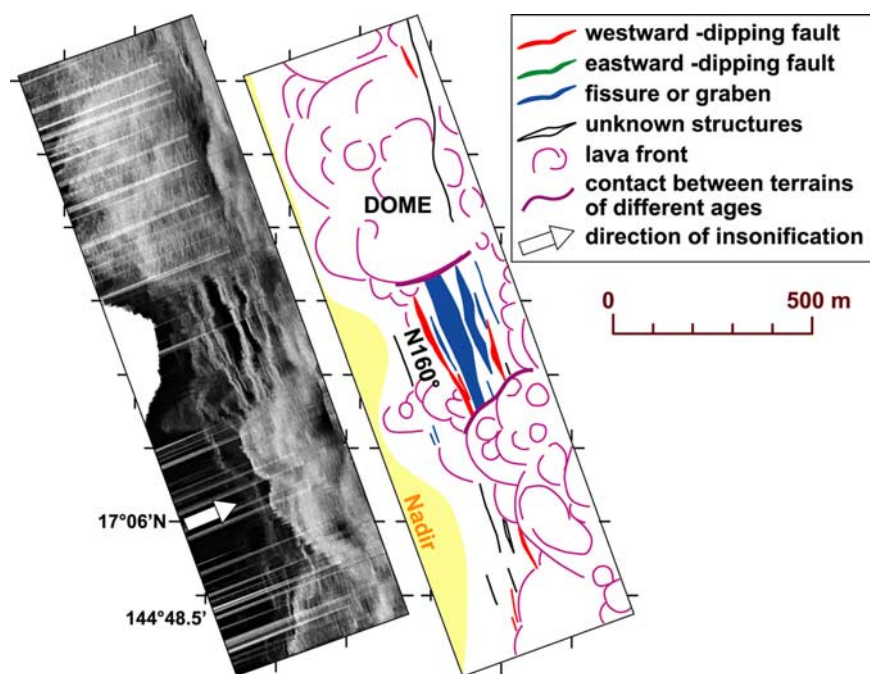 westward -dipping fault
eastward -dipping fault
fissure or graben
unknown structures
lava front
contact between terrains
of different ages
direction of insonification
0 500 m
DOME
N160°
Nadir
17°06'N
144°48.5'